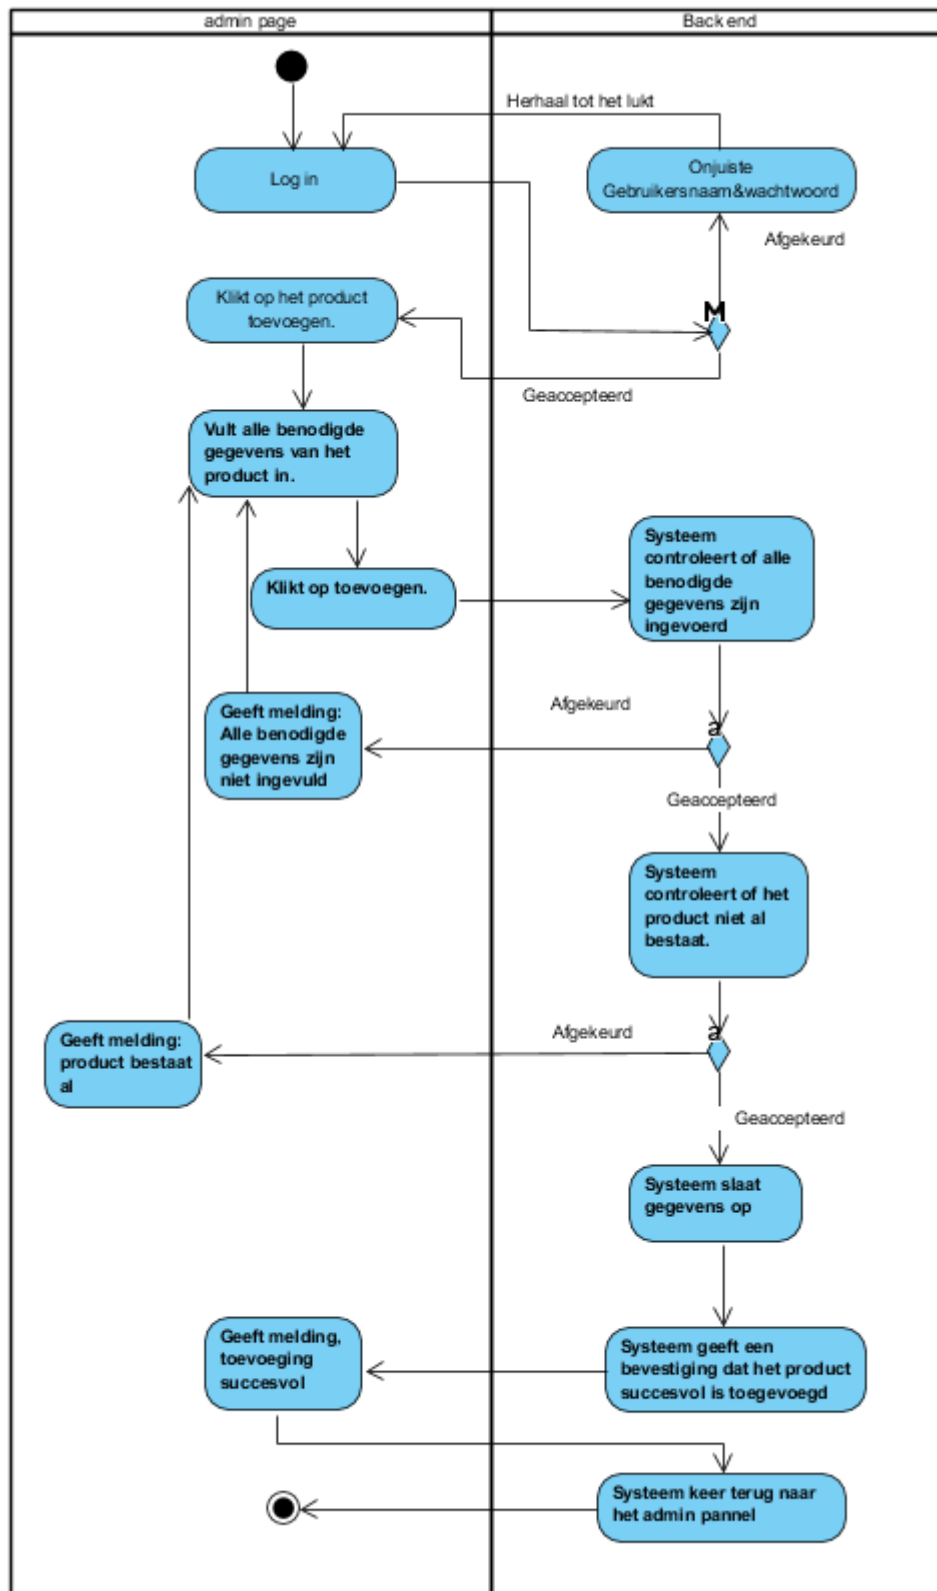 admin page
Back end
Herhaal tot het lukt
Log in
Onjuiste
Gebruikersnaam&wachtwoord
Afgekeurd
Klikt op het product
toevoegen.
M
Geaccepteerd
Vult alle benodigde
gegevens van het
product in.
Systeem
controleert of alle
benodigde
gegevens zijn
ingevoerd
Klikt op toevoegen.
Afgekeurd
Geeft melding:
Alle benodigde
gegevens zijn
niet ingevuld
a
Geaccepteerd
Systeem
controleert of het
product niet al
bestaat.
Afgekeurd
a
Geeft melding:
product bestaat
al
Geaccepteerd
Systeem slaat
gegevens op
Geeft melding,
toevoeging
succesvol
Systeem geeft een
bevestiging dat het product
succesvol is toegevoegd
Systeem keer terug naar
het admin pannel